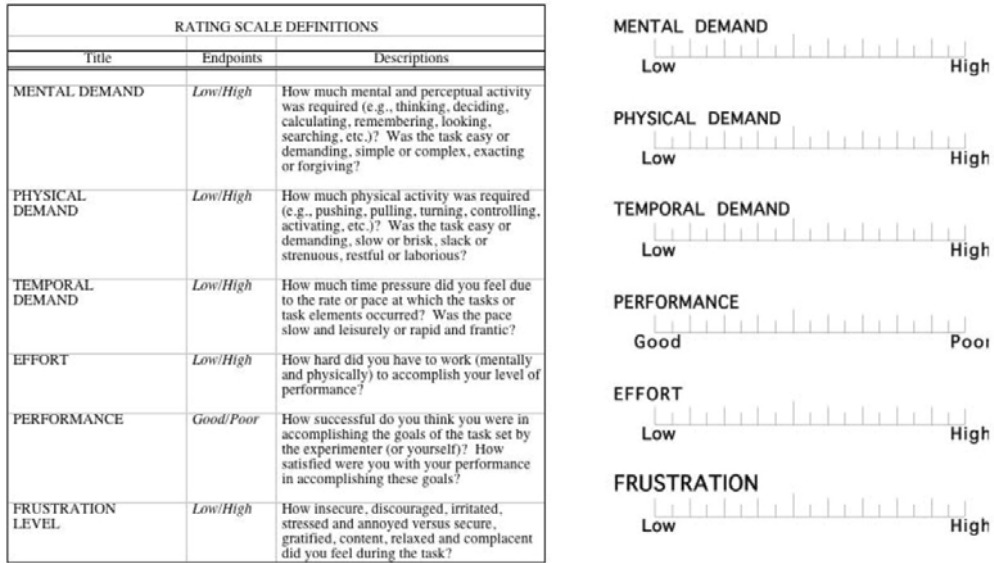 RATING SCALE DEFINITIONS
Title Endpoints Descriptions
MENTAL DEMAND Low/High How much mental and perceptual activity
was required (e.g., thinking, deciding,
calculating, remembering, looking,
searching, etc.)? Was the task easy or
demanding, simple or complex, exacting
or forgiving?
PHYSICAL Low/High How much physical activity was required
DEMAND (e.g., pushing, pulling, turning, controlling,
activating, etc.)? Was the task easy or
demanding, slow or brisk, slack or
strenuous, restful or laborious?
TEMPORAL Low/High How much time pressure did you feel due
DEMAND to the rate or pace at which the tasks or
task elements occurred? Was the pace
slow and leisurely or rapid and frantic?
EFFORT Low/High How hard did you have to work (mentally
and physically) to accomplish your level of
performance?
PERFORMANCE Good/Poor How successful do you think you were in
accomplishing the goals of the task set by
the experimenter (or yourself)? How
satisfied were you with your performance
in accomplishing these goals?
FRUSTRATION Low/High How insecure, discouraged, irritated,
LEVEL stressed and annoyed versus secure,
gratified, content, relaxed and complacent
did you feel during the task?
MENTAL DEMAND
Low High
PHYSICAL DEMAND
Low High
TEMPORAL DEMAND
Low High
PERFORMANCE
Good Poor
EFFORT
Low High
FRUSTRATION
Low High